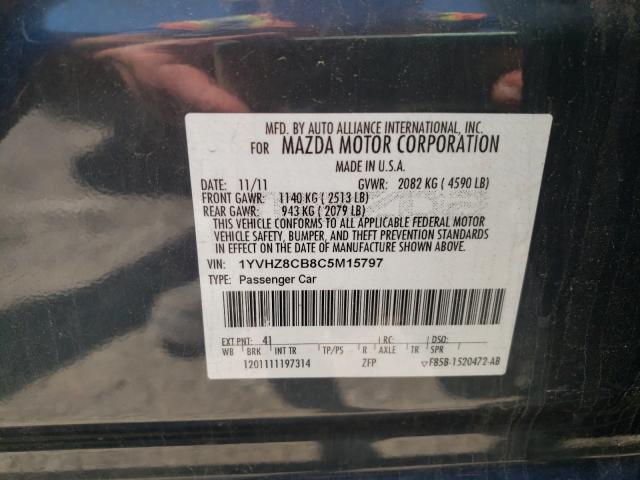 MFD. BY AUTO ALLIANCE INTERNATIONAL, INC.
FOR MAZDA MOTOR CORPORATION
MADE IN U.S.A.
DATE: 11/11 GVWR: 2082 KG ( 4590 LB)
FRONT GAWR: 1140 KG ( 2513 LB)
REAR GAWR: 943 KG ( 2079 LB)
THIS VEHICLE CONFORMS TO ALL APPLICABLE FEDERAL MOTOR
VEHICLE SAFETY, BUMPER, AND THEFT PREVENTION STANDARDS
IN EFFECT ON THE DATE OF MANUFACTURE SHOWN ABOVE.
VIN: 1YVHZ8CB8C5M15797
TYPE: Passenger Car
EXT PNT: 41 RC: DSO:
WB BRK INT TR TP/PS R AXLE TR SPR
1201111197314 ZFP F85B-1520472-AB